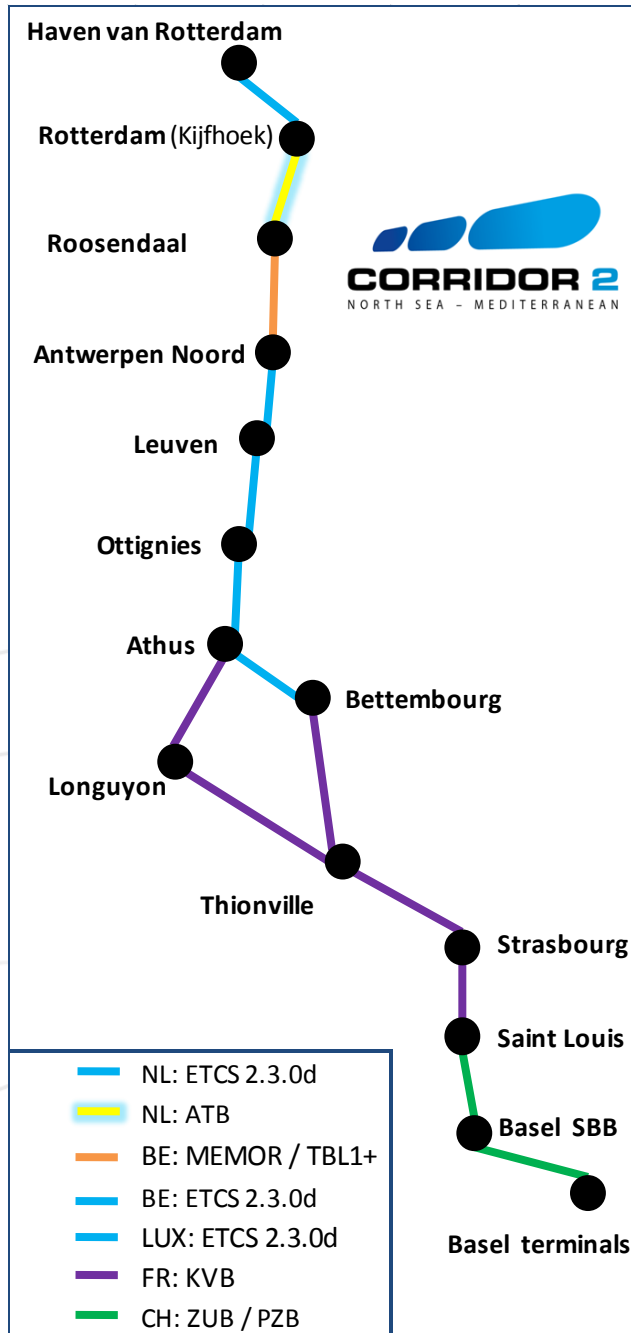 Haven van Rotterdam
Rotterdam (Kijfhoek)
Roosendaal
CORRIDOR 2
NORTH SEA – MEDITERRANEAN
Antwerpen Noord
Leuven
Ottignies
Athus
Bettembourg
Longuyon
Thionville
Strasbourg
Saint Louis
Basel SBB
Basel terminals
NL: ETCS 2.3.0d
NL: ATB
BE: MEMOR / TBL1+
BE: ETCS 2.3.0d
LUX: ETCS 2.3.0d
FR: KVB
CH: ZUB / PZB